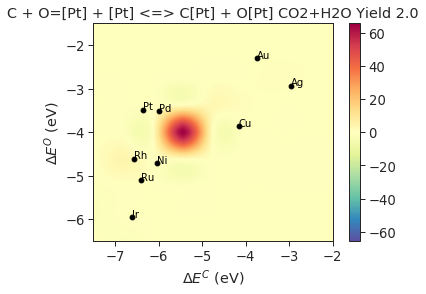 C + O=[Pt] + [Pt] <=> C[Pt] + O[Pt] CO2+H2O Yield 2.0
Au
Ag
Pt
Pd
Cu
Rh
Ni
Ru
Ir
−2
−3
−4
−5
−6
ΔE^O (eV)
−7
−6
−5
−4
−3
−2
ΔE^C (eV)
60
40
20
0
−20
−40
−60